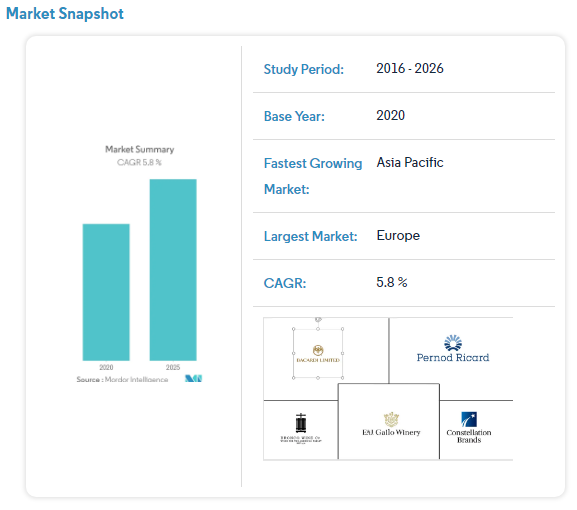 Market Snapshot
Market Summary
CAGR 5.8 %
2020
2025
Source : Mordor Intelligence
Study Period: 2016 - 2026
Base Year: 2020
Fastest Growing Asia Pacific
Market:
Largest Market: Europe
CAGR: 5.8 %
BACARDI LIMITED
Pernod Ricard
E&J Gallo Winery
Constellation
Brands